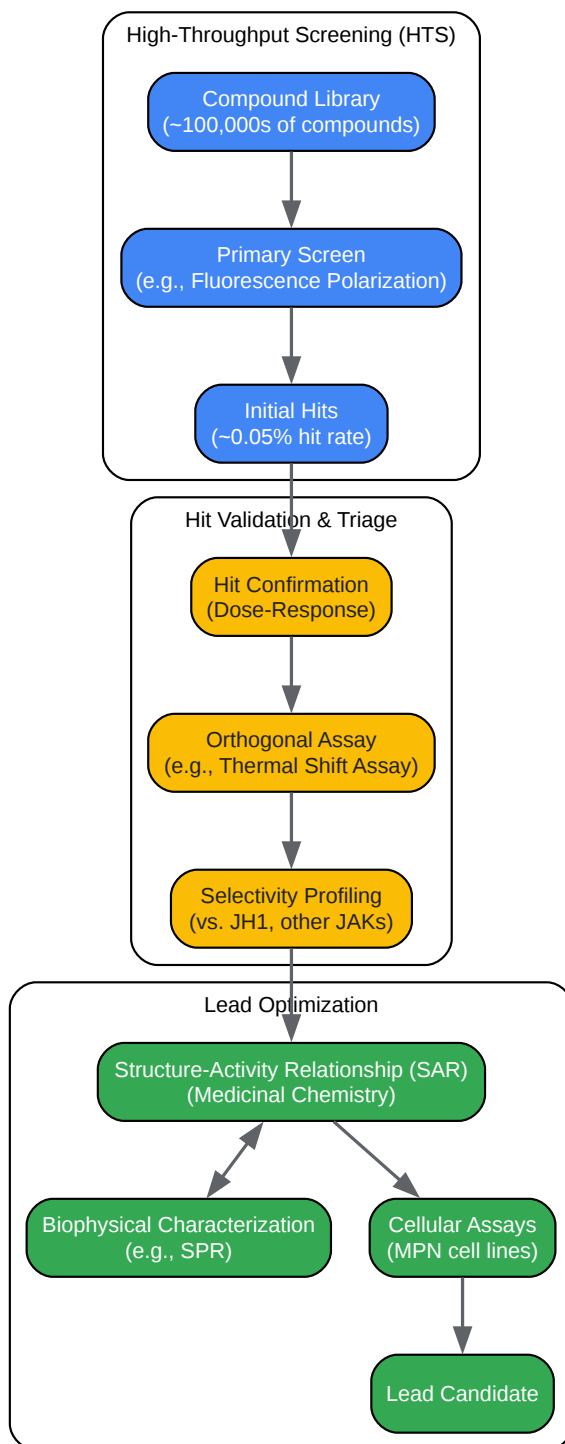 High-Throughput Screening (HTS)
Compound Library
(~100,000s of compounds)
Primary Screen
(e.g., Fluorescence Polarization)
Initial Hits
(~0.05% hit rate)
Hit Validation & Triage
Hit Confirmation
(Dose-Response)
Orthogonal Assay
(e.g., Thermal Shift Assay)
Selectivity Profiling
(vs. JH1, other JAKs)
Lead Optimization
Structure-Activity Relationship (SAR)
(Medicinal Chemistry)
Biophysical Characterization
(e.g., SPR)
Cellular Assays
(MPN cell lines)
Lead Candidate